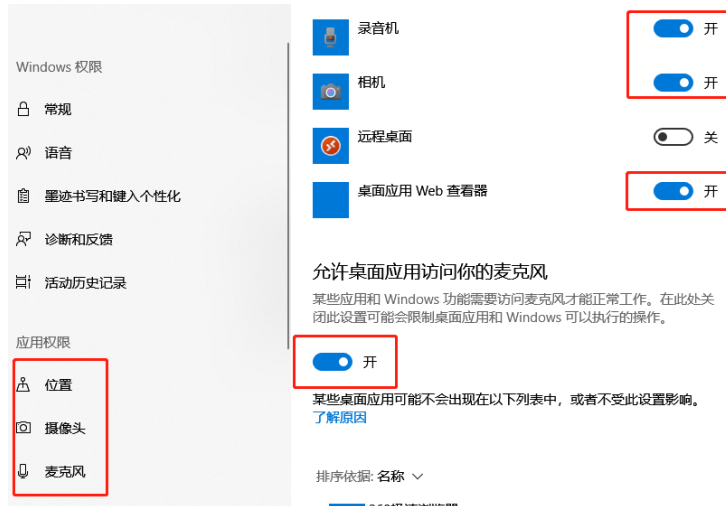 Windows 权限
常规
语音
墨迹书写和键入个性化
诊断和反馈
活动历史记录
应用权限
位置
摄像头
麦克风
录音机
开
相机
开
远程桌面
关
桌面应用 Web 查看器
开
允许桌面应用访问你的麦克风
某些应用和 Windows 功能需要访问麦克风才能正常工作。在此处关
闭此设置可能会限制桌面应用和 Windows 可以执行的操作。
开
某些桌面应用可能不会出现在以下列表中，或者不受此设置影响。
了解原因
排序依据: 名称